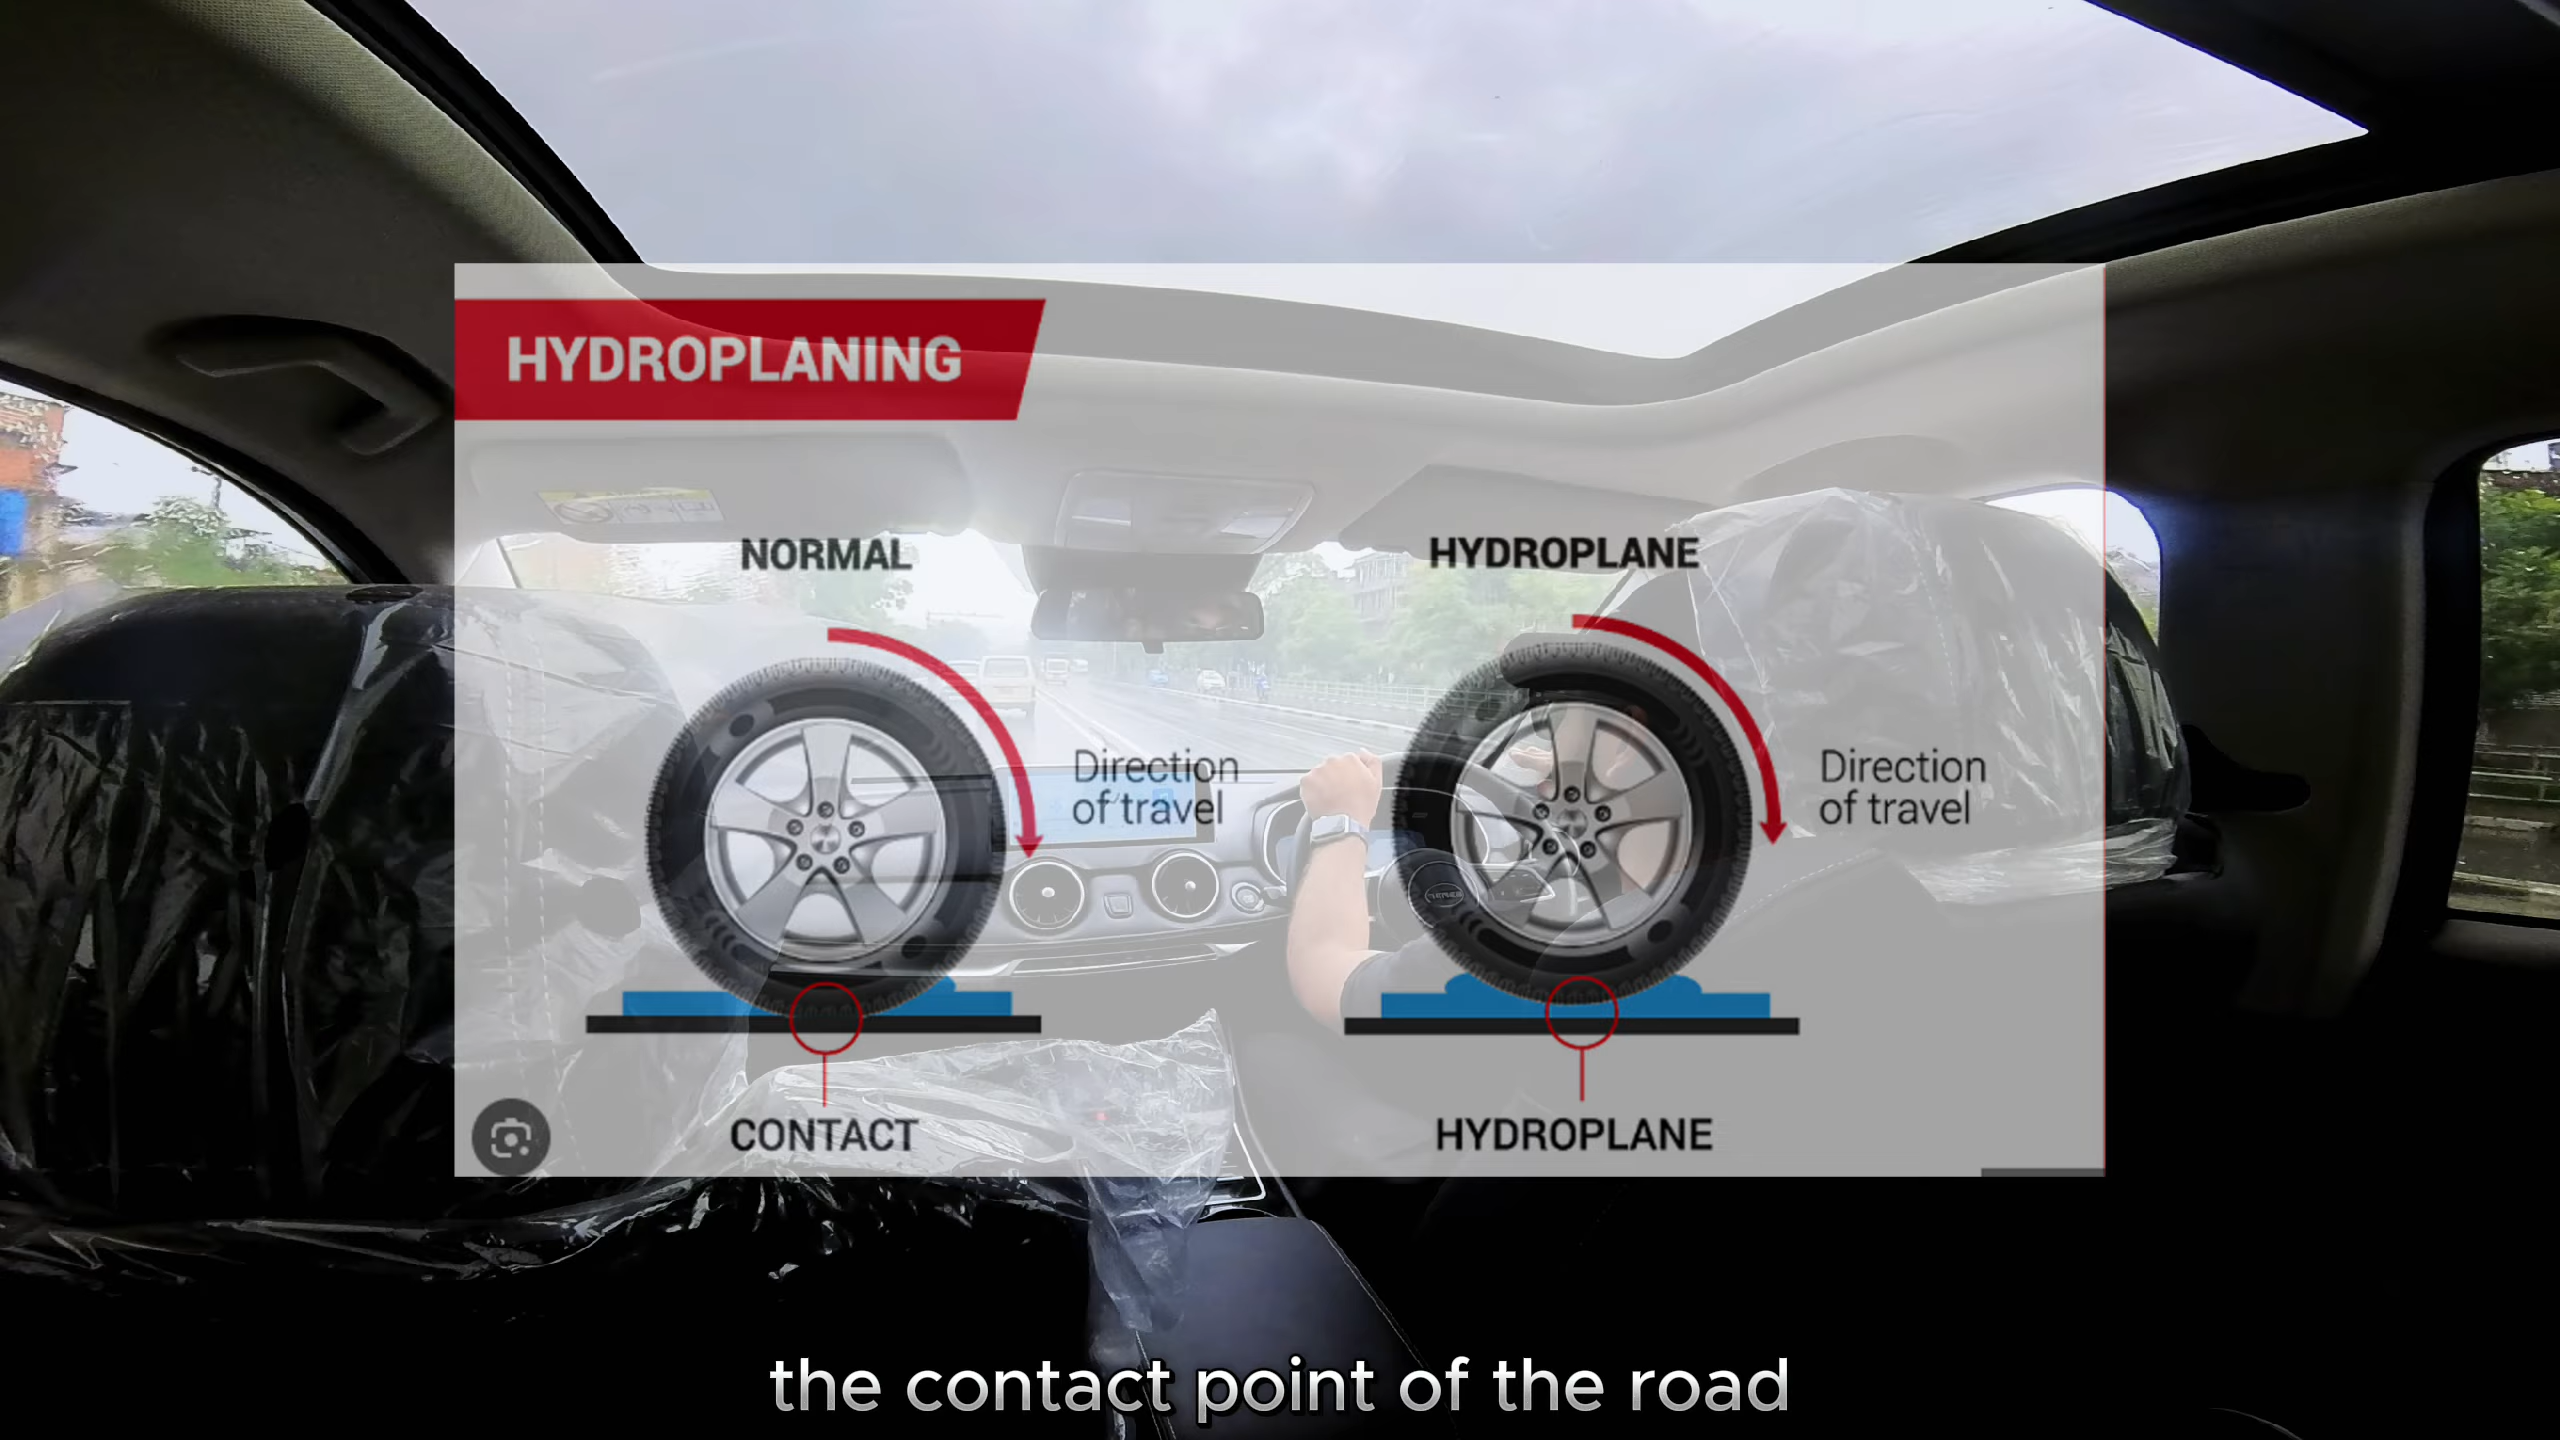 HYDROPLANING
NORMAL
HYDROPLANE
Direction
of travel
Direction
of travel
CONTACT
HYDROPLANE
the contact point of the road